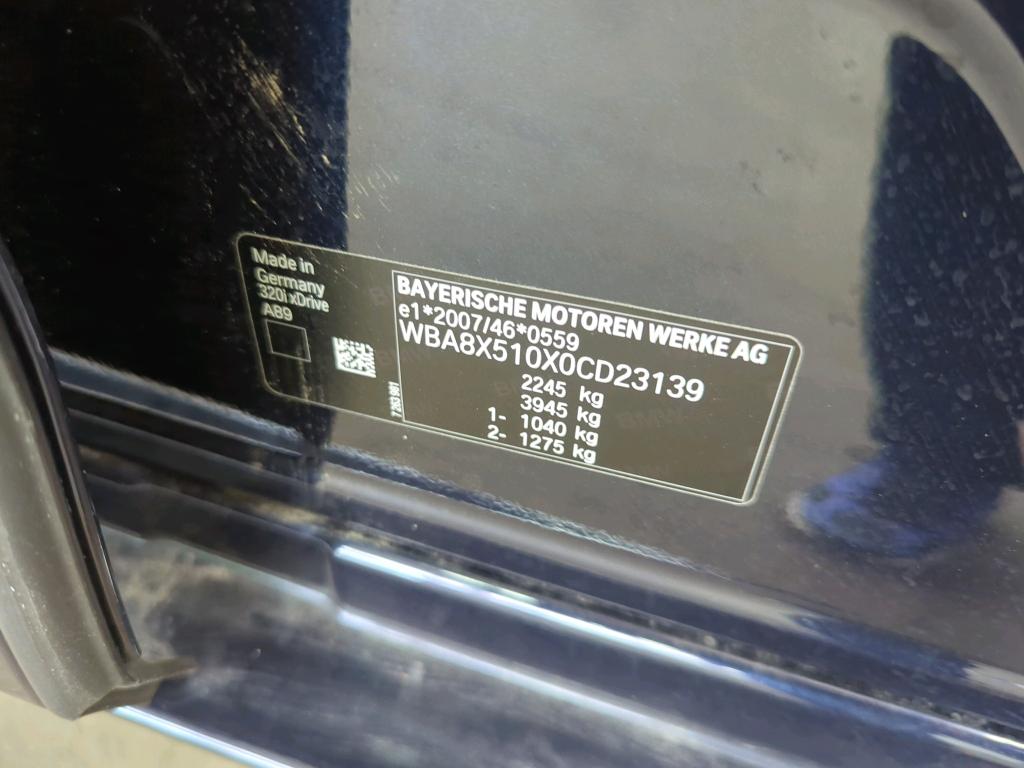 Made in
Germany
320i xDrive
A89
BAYERISCHE MOTOREN WERKE AG
e1*2007/46*0559
WBA8X510X0CD23139
2245 kg
3945 kg
1- 1040 kg
2- 1275 kg